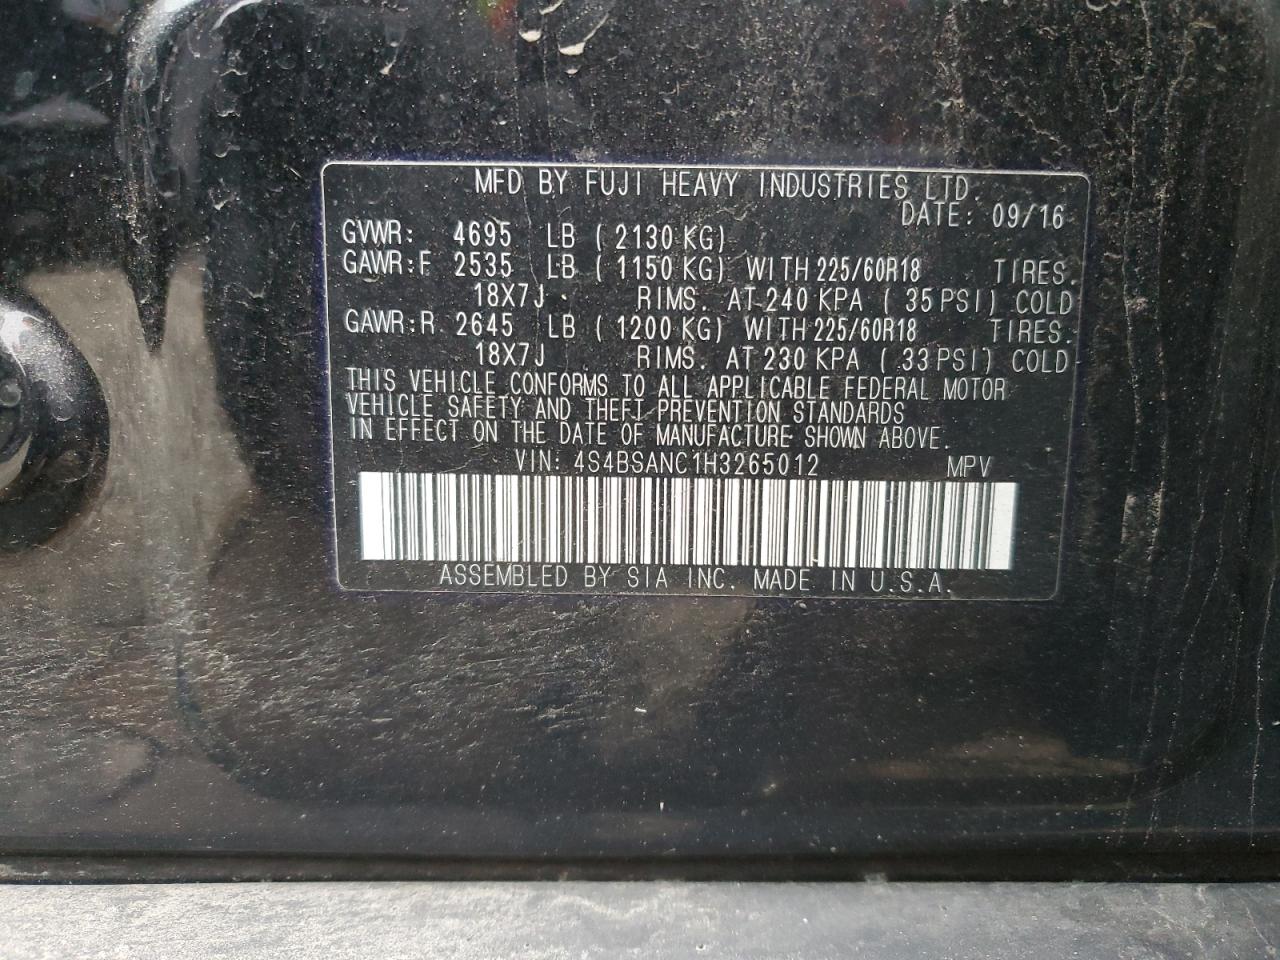 MFD BY FUJI HEAVY INDUSTRIES LTD.
DATE: 09/16
GVWR: 4695 LB ( 2130 KG)
GAWR:F 2535 LB ( 1150 KG) WITH 225/60R18 TIRES.
18X7J RIMS. AT 240 KPA ( 35 PSI) COLD
GAWR:R 2645 LB ( 1200 KG) WITH 225/60R18 TIRES.
18X7J RIMS. AT 230 KPA ( 33 PSI) COLD
THIS VEHICLE CONFORMS TO ALL APPLICABLE FEDERAL MOTOR
VEHICLE SAFETY AND THEFT PREVENTION STANDARDS
IN EFFECT ON THE DATE OF MANUFACTURE SHOWN ABOVE.
VIN: 4S4BSANC1H3265012 MPV
ASSEMBLED BY SIA INC. MADE IN U.S.A.